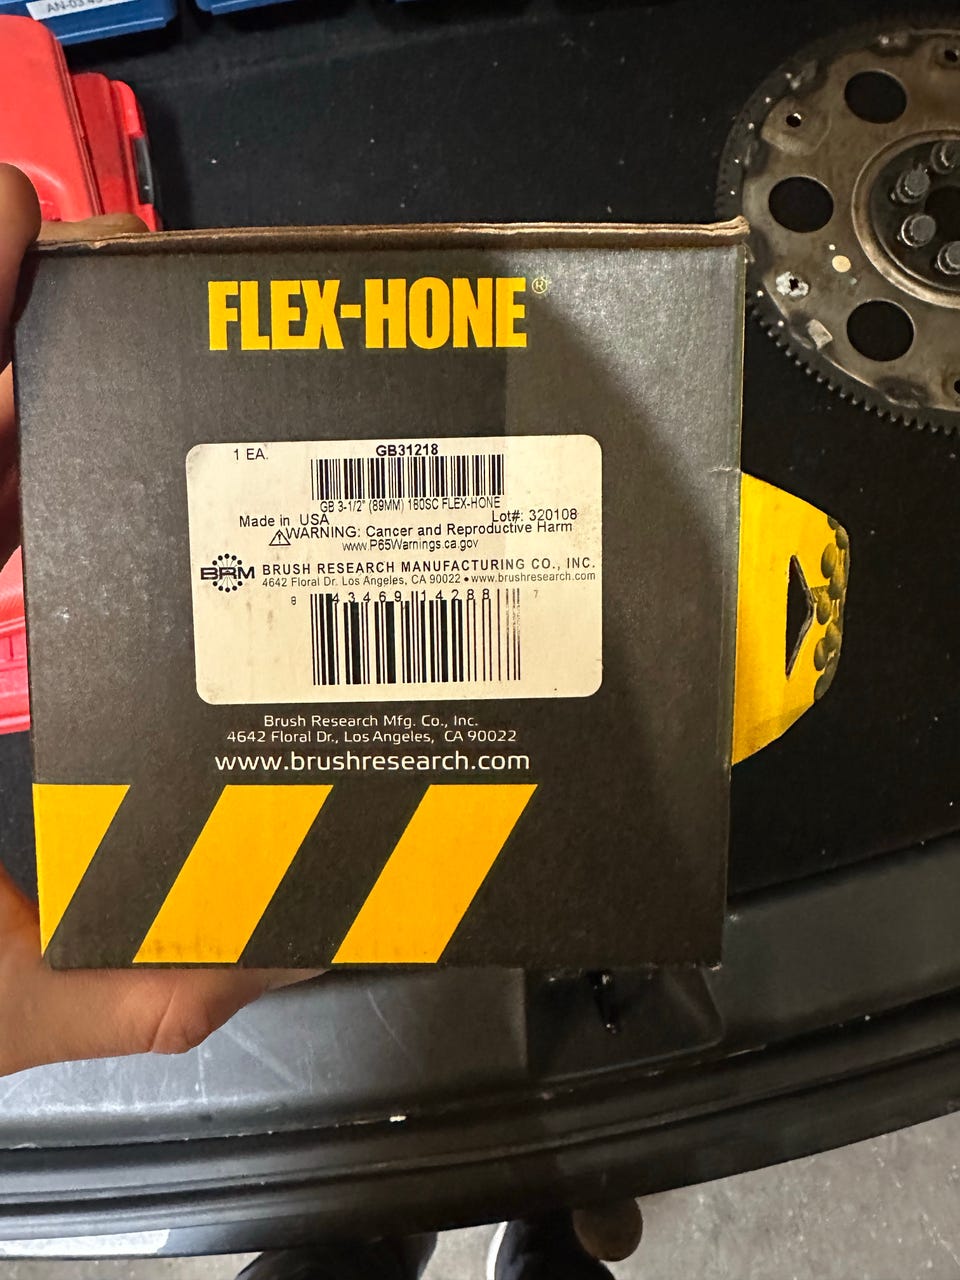 FLEX-HONE®
1 EA.
GB31218
GB 3-1/2" (89MM) 180SC FLEX-HONE
Made in USA
Lot#: 320108
⚠WARNING: Cancer and Reproductive Harm
www.P65Warnings.ca.gov
BRM
BRUSH RESEARCH MANUFACTURING CO., INC.
4642 Floral Dr. Los Angeles, CA 90022 • www.brushresearch.com
8 43469 14288 7
Brush Research Mfg. Co., Inc.
4642 Floral Dr., Los Angeles, CA 90022
www.brushresearch.com